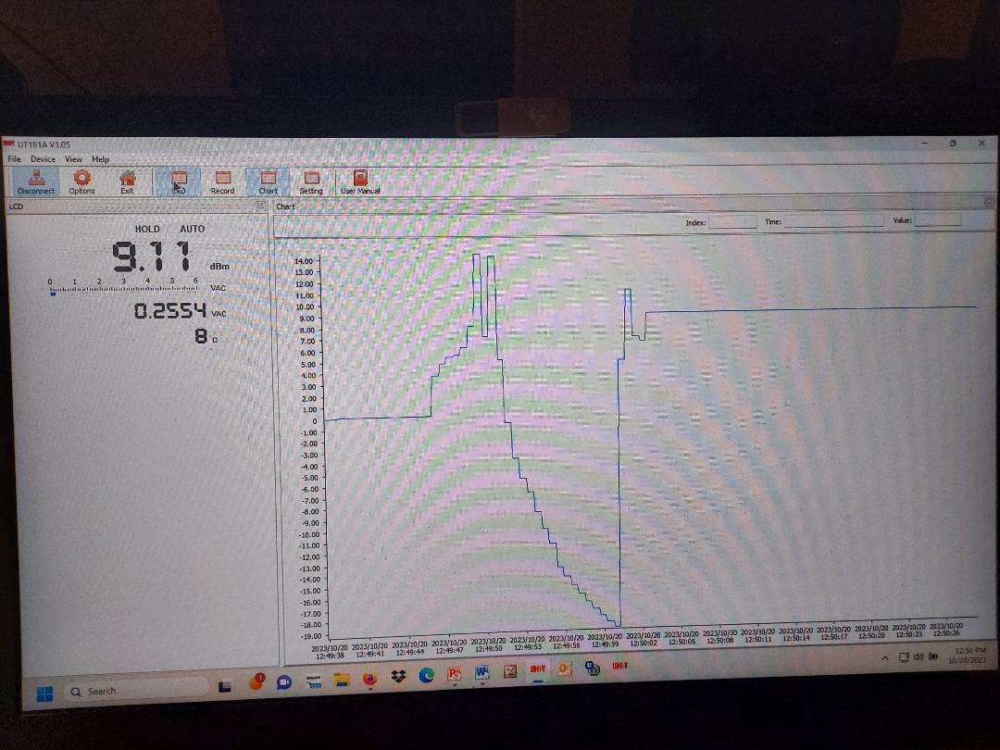 UT181A V1.05
File Device View Help
Disconnect Options Exit Record Chart Setting User Manual
LCD
Chart
Index: Time: Value:
HOLD AUTO
9.11 dBm
0 1 2 3 4 5 6
VAC
0.2554 VAC
8 Ω
14.00
13.00
12.00
11.00
10.00
9.00
8.00
7.00
6.00
5.00
4.00
3.00
2.00
1.00
0
-1.00
-2.00
-3.00
-4.00
-5.00
-6.00
-7.00
-8.00
-9.00
-10.00
-11.00
-12.00
-13.00
-14.00
-15.00
-16.00
-17.00
-18.00
-19.00
2023/10/20 2023/10/20 2023/10/20 2023/10/20 2023/10/20 2023/10/20 2023/10/20 2023/10/20 2023/10/20 2023/10/20 2023/10/20 2023/10/20 2023/10/20 2023/10/20 2023/10/20 2023/10/20 2023/10/20
12:49:38 12:49:41 12:49:44 12:49:47 12:49:50 12:49:53 12:49:56 12:49:59 12:50:02 12:50:05 12:50:08 12:50:11 12:50:14 12:50:17 12:50:20 12:50:23 12:50:26
Search
UNI-T UNI-T
12:50 PM
10/20/2023